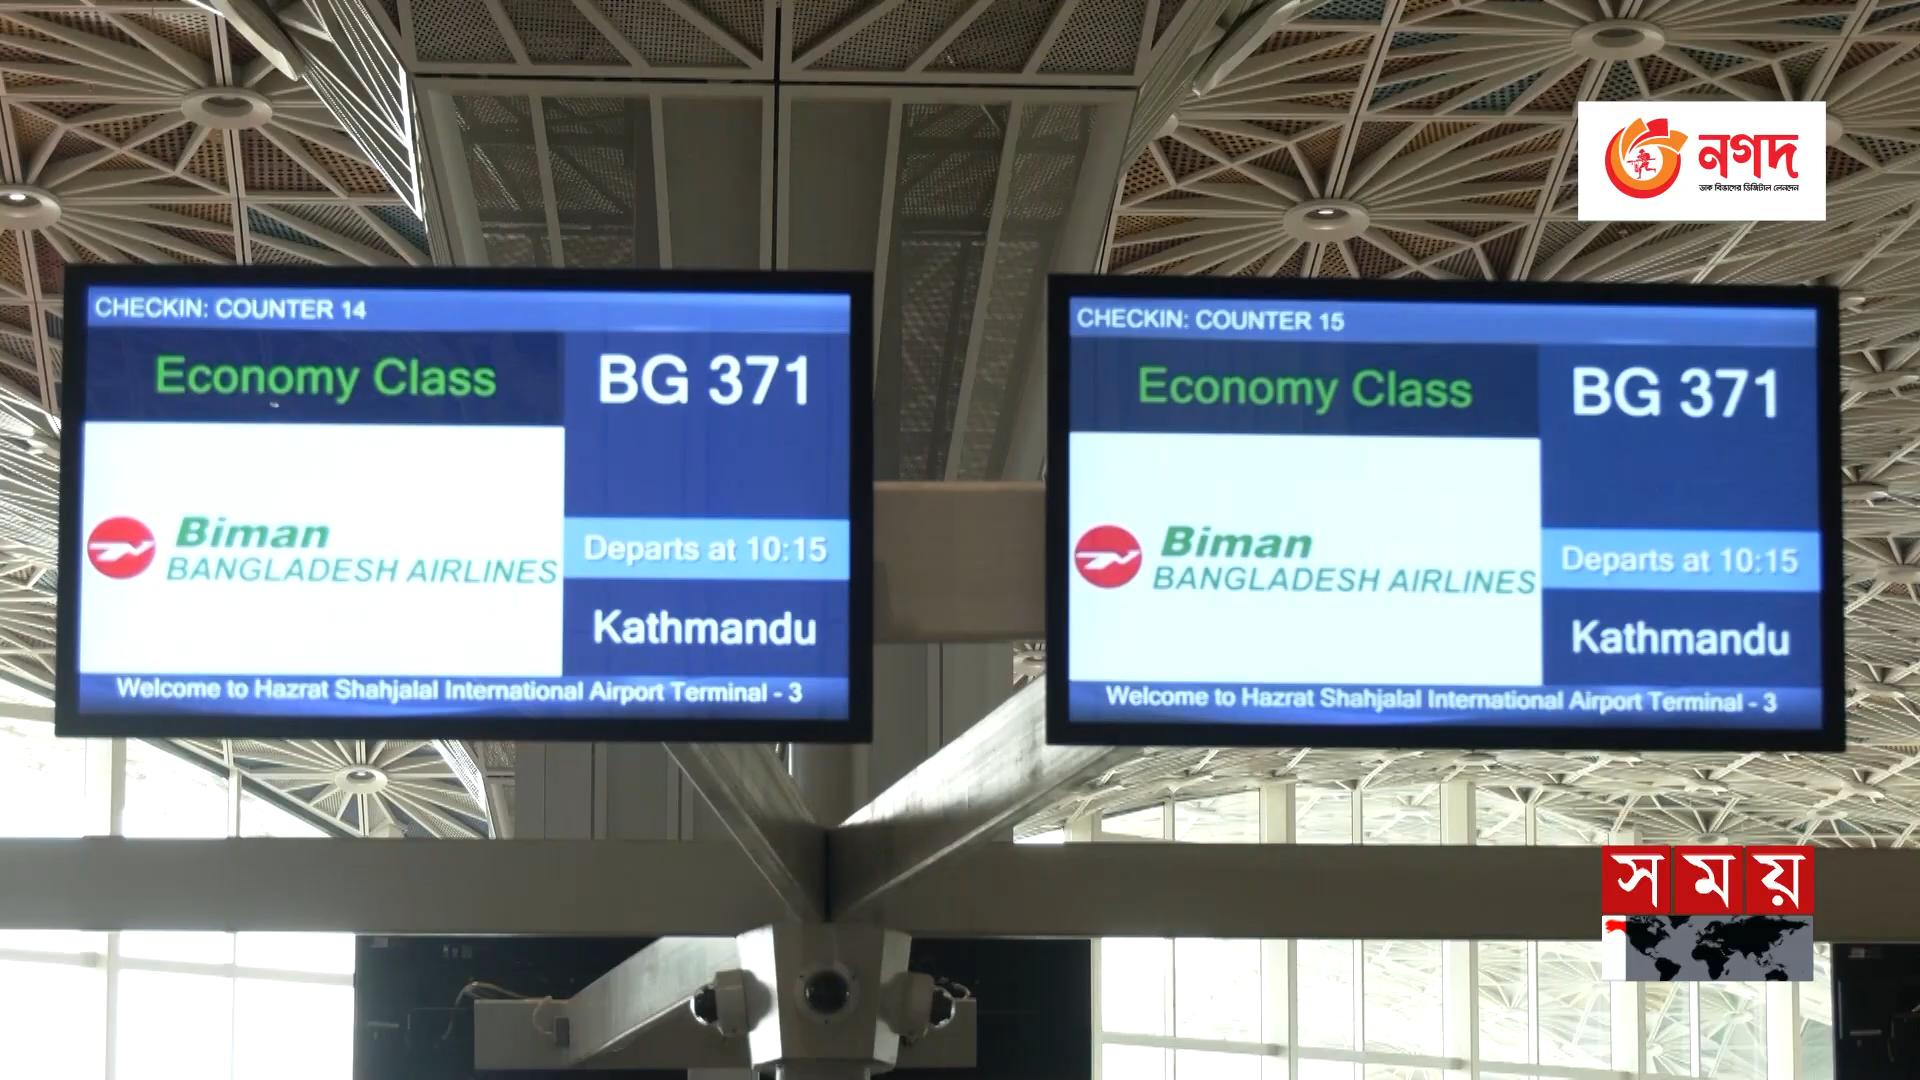 নগদ
ডাক বিভাগের ডিজিটাল লেনদেন
CHECKIN: COUNTER 14
Economy Class
BG 371
Biman
BANGLADESH AIRLINES
Departs at 10:15
Kathmandu
Welcome to Hazrat Shahjalal International Airport Terminal - 3
CHECKIN: COUNTER 15
Economy Class
BG 371
Biman
BANGLADESH AIRLINES
Departs at 10:15
Kathmandu
Welcome to Hazrat Shahjalal International Airport Terminal - 3
সময়